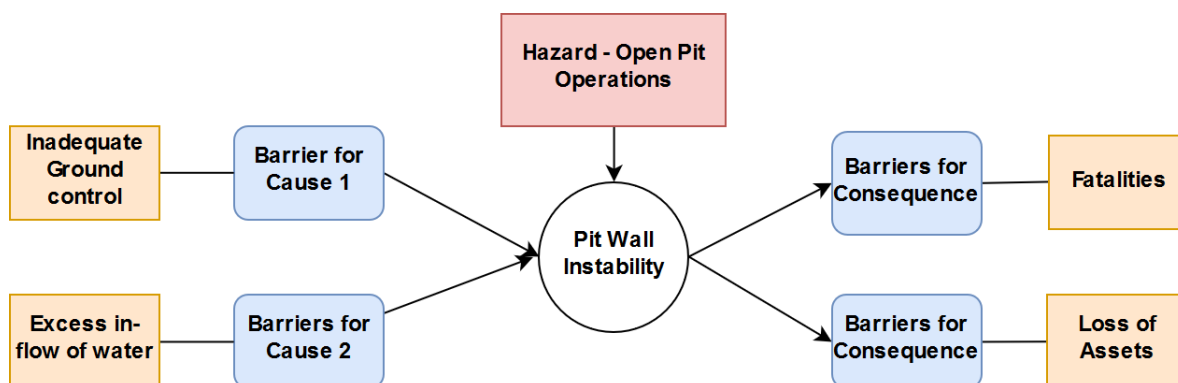 Hazard - Open Pit
Operations
Inadequate
Ground
control
Barrier for
Cause 1
Barriers for
Consequence
Fatalities
Pit Wall
Instability
Excess in-
flow of water
Barriers for
Cause 2
Barriers for
Consequence
Loss of
Assets